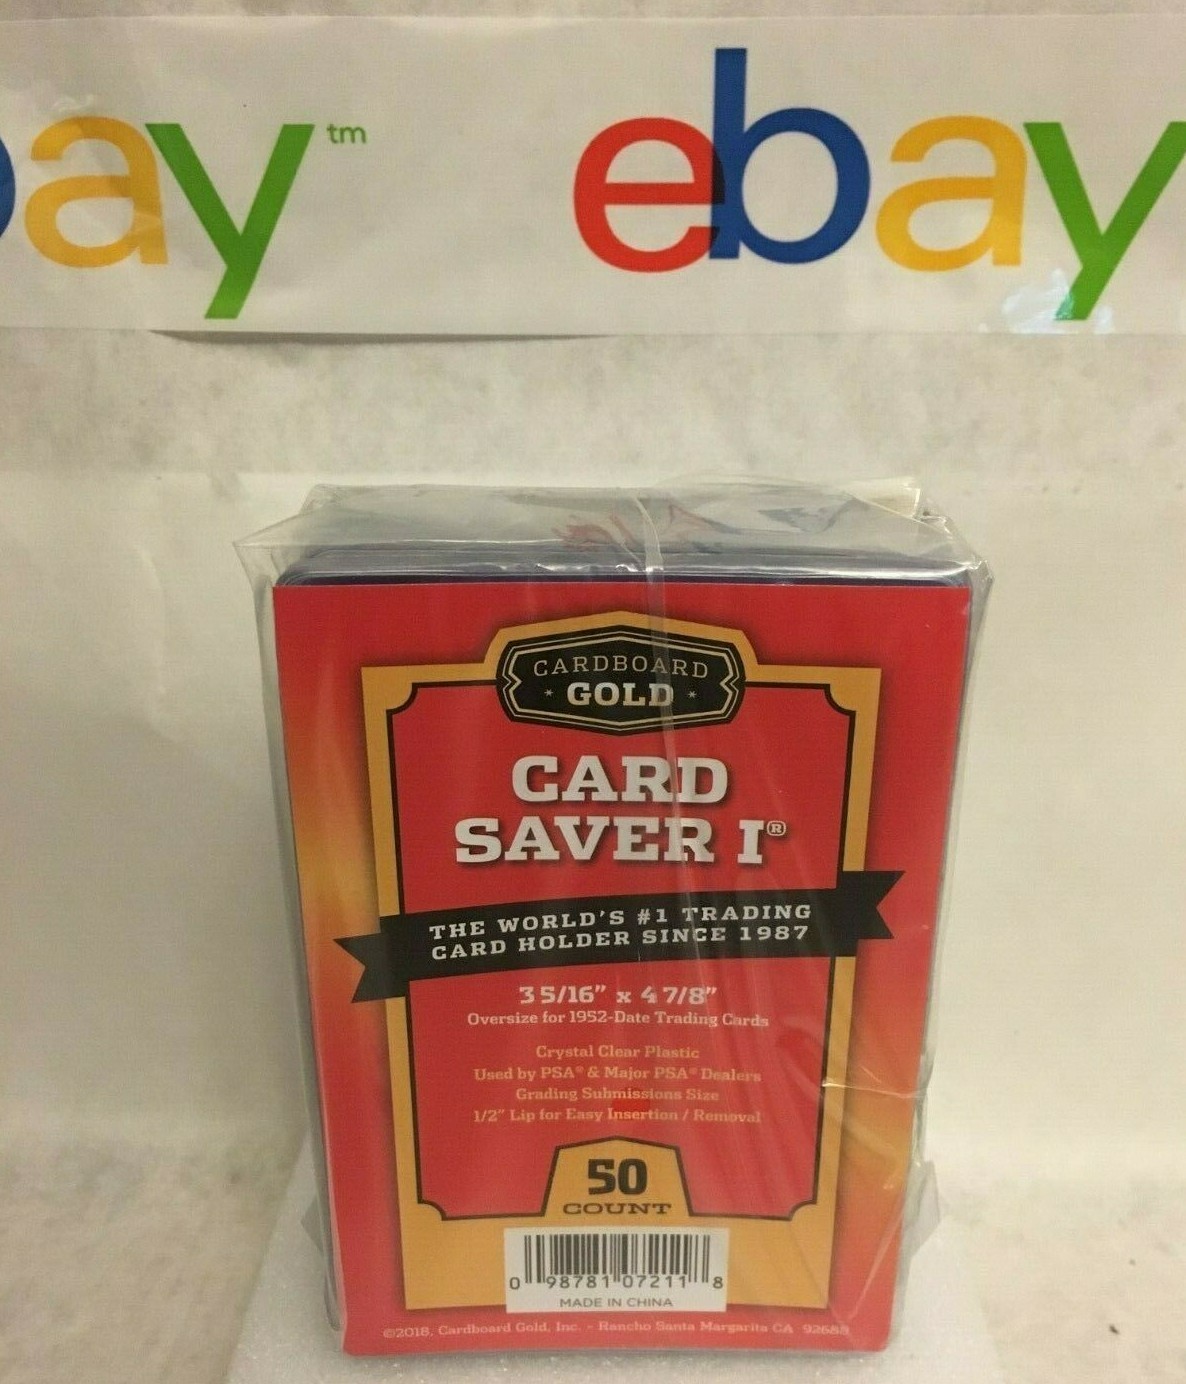 bay™
ebay
CARDBOARD
* GOLD *
CARD
SAVER I®
THE WORLD'S #1 TRADING
CARD HOLDER SINCE 1987
3 5/16" x 4 7/8"
Oversize for 1952-Date Trading Cards
Crystal Clear Plastic
Used by PSA® & Major PSA® Dealers
Grading Submissions Size
1/2" Lip for Easy Insertion / Removal
50
COUNT
0 98781 07211 8
MADE IN CHINA
©2018, Cardboard Gold, Inc. - Rancho Santa Margarita CA 92688